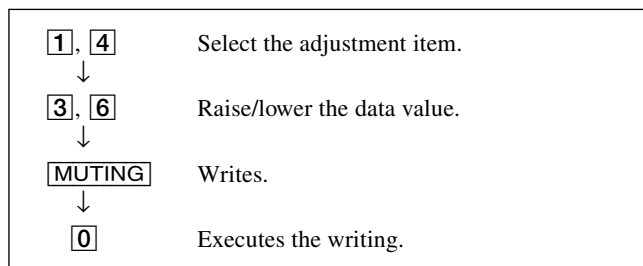 1, 4 Select the adjustment item.
↓
3, 6 Raise/lower the data value.
↓
MUTING Writes.
↓
0 Executes the writing.